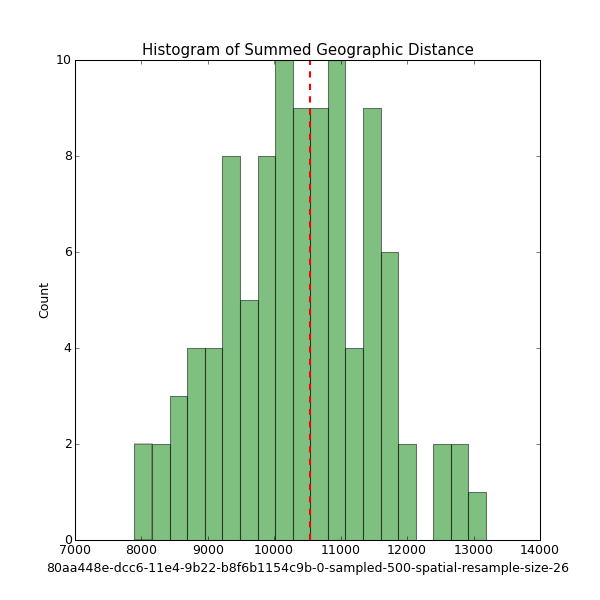 Histogram of Summed Geographic Distance
10
8
6
4
2
0
Count
7000 8000 9000 10000 11000 12000 13000 14000
80aa448e-dcc6-11e4-9b22-b8f6b1154c9b-0-sampled-500-spatial-resample-size-26